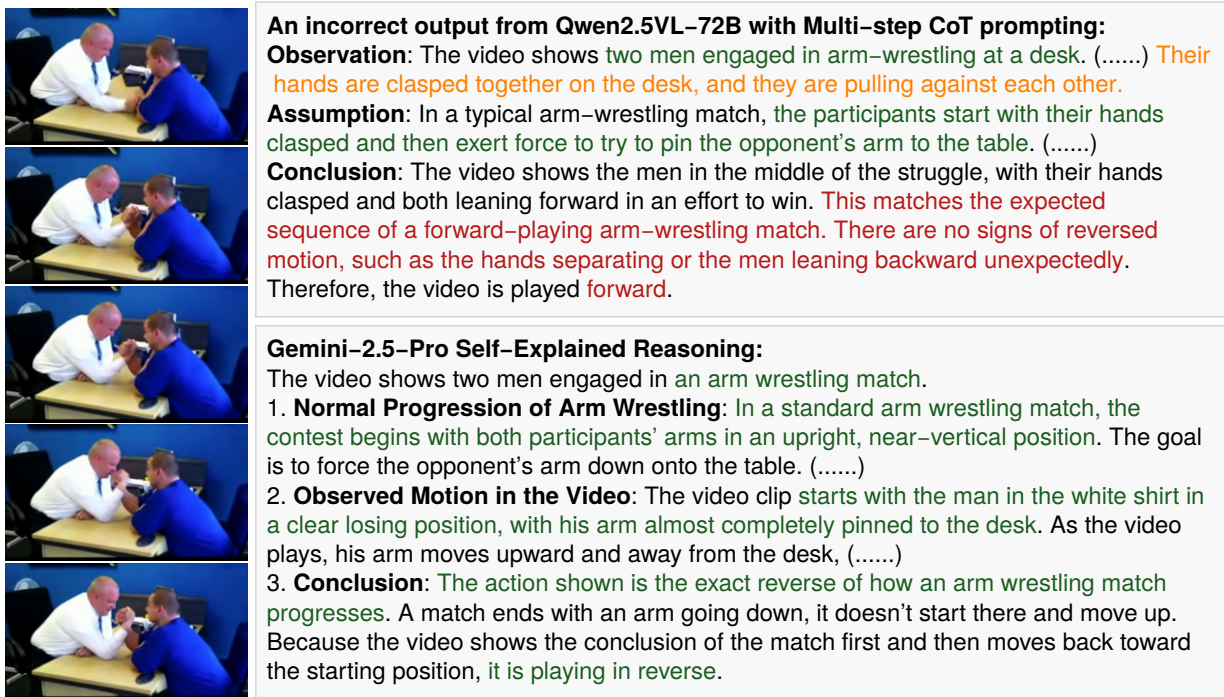 An incorrect output from Qwen2.5VL−72B with Multi−step CoT prompting:
Observation: The video shows two men engaged in arm−wrestling at a desk. (......) Their
hands are clasped together on the desk, and they are pulling against each other.
Assumption: In a typical arm−wrestling match, the participants start with their hands
clasped and then exert force to try to pin the opponent's arm to the table. (......)
Conclusion: The video shows the men in the middle of the struggle, with their hands
clasped and both leaning forward in an effort to win. This matches the expected
sequence of a forward−playing arm−wrestling match. There are no signs of reversed
motion, such as the hands separating or the men leaning backward unexpectedly.
Therefore, the video is played forward.
Gemini−2.5−Pro Self−Explained Reasoning:
The video shows two men engaged in an arm wrestling match.
1. Normal Progression of Arm Wrestling: In a standard arm wrestling match, the
contest begins with both participants' arms in an upright, near−vertical position. The goal
is to force the opponent's arm down onto the table. (......)
2. Observed Motion in the Video: The video clip starts with the man in the white shirt in
a clear losing position, with his arm almost completely pinned to the desk. As the video
plays, his arm moves upward and away from the desk, (......)
3. Conclusion: The action shown is the exact reverse of how an arm wrestling match
progresses. A match ends with an arm going down, it doesn't start there and move up.
Because the video shows the conclusion of the match first and then moves back toward
the starting position, it is playing in reverse.